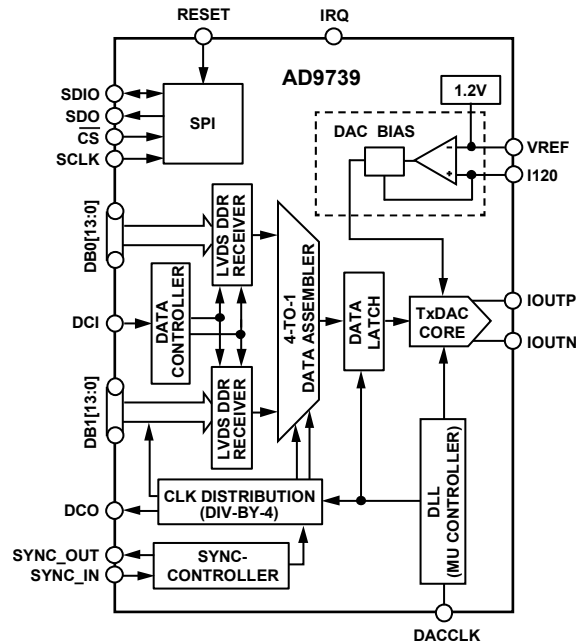 RESET
IRQ
AD9739
1.2V
SDIO
SDO
CS
SCLK
SPI
DAC BIAS
VREF
I120
DB0[13:0]
LVDS DDR
RECEIVER
4-TO-1
DATA ASSEMBLER
DATA
LATCH
TxDAC
CORE
IOUTP
IOUTN
DCI
DATA
CONTROLLER
DB1[13:0]
LVDS DDR
RECEIVER
DLL
(MU CONTROLLER)
DCO
CLK DISTRIBUTION
(DIV-BY-4)
SYNC_OUT
SYNC_IN
SYNC-
CONTROLLER
DACCLK
−
+